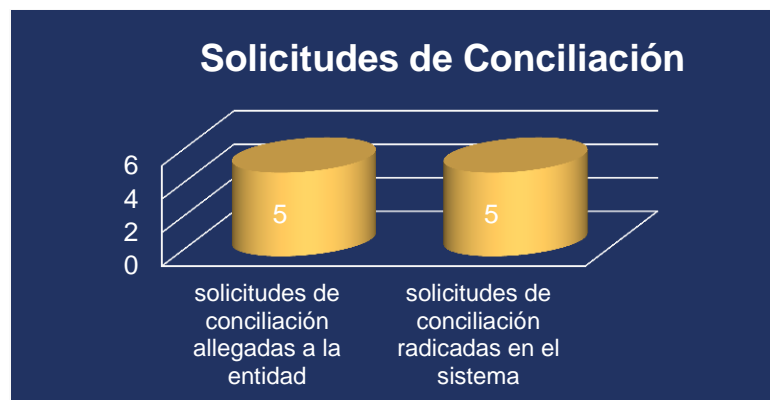 Solicitudes de Conciliación
6
4
2
0
5
5
solicitudes de
conciliación
allegadas a la
entidad
solicitudes de
conciliación
radicadas en el
sistema